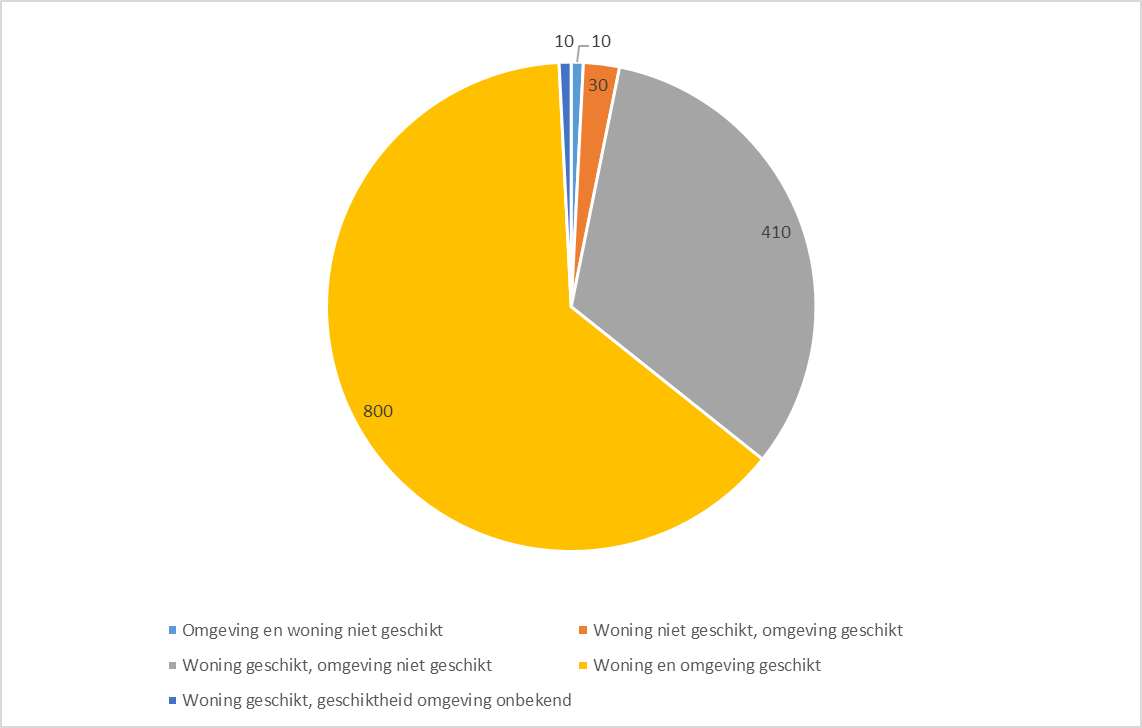 10 10
30
410
800
Omgeving en woning niet geschikt
Woning niet geschikt, omgeving geschikt
Woning geschikt, omgeving niet geschikt
Woning en omgeving geschikt
Woning geschikt, geschiktheid omgeving onbekend